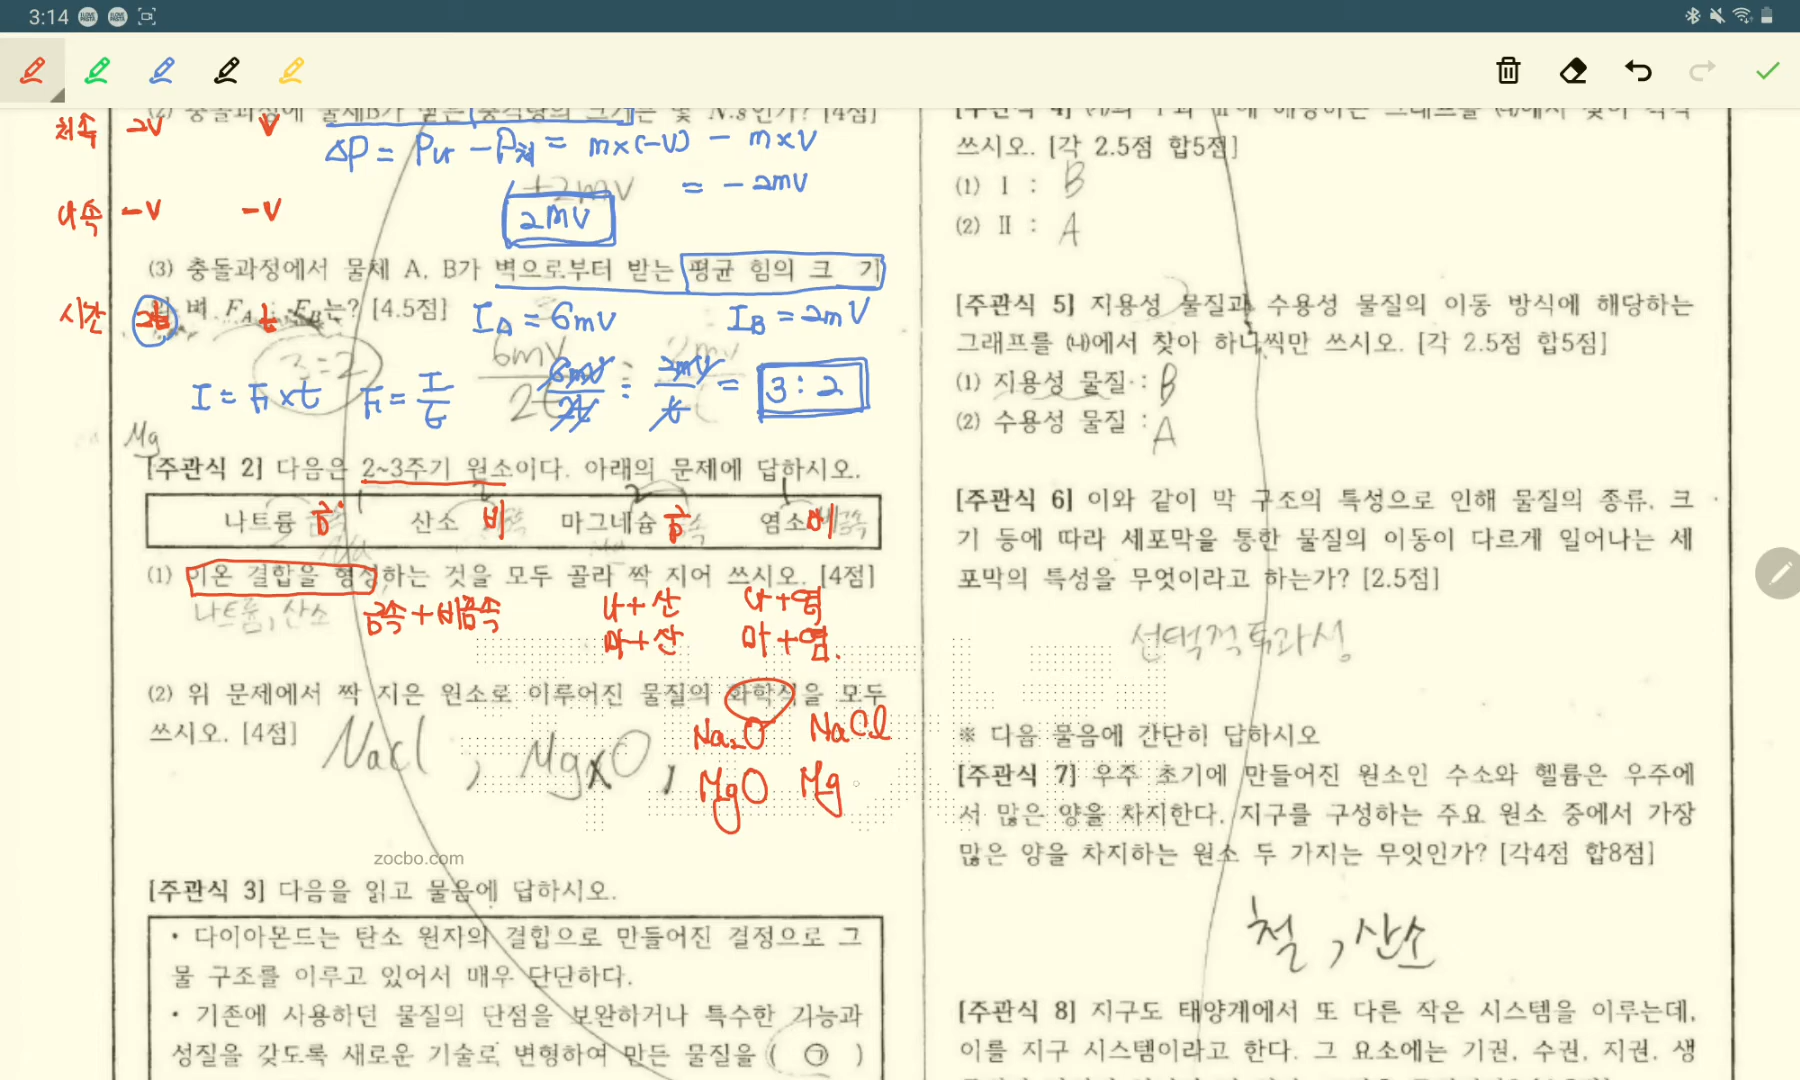 3:14
처속 2V V
ΔP = P나 - P처 = m×(-V) - m×V
+2mV
= -2mV
나속 -V -V
2mV
(3) 충돌과정에서 물체 A, B가 벽으로부터 받는 평균 힘의 크 기
시간 t 비 F_A : F_B는? [4.5점]
I_A = 6mV I_B = 2mV
3:2
6mV
2t
I = F×t F = I/t 6mV/2t : 2mV/t = 3:2
Mg
[주관식 2] 다음은 2~3주기 원소이다. 아래의 문제에 답하시오.
나트륨 금 산소 비 마그네슘 금 염소 비
(1) 이온 결합을 형성하는 것을 모두 골라 짝 지어 쓰시오. [4점]
나트륨, 산소 금속+비금속 나+산 나+염
마+산 마+염.
(2) 위 문제에서 짝 지은 원소로 이루어진 물질의 화학식을 모두
쓰시오. [4점]
NaCl, MgO,
Na₂O NaCl
MgO Mg
zocbo.com
[주관식 3] 다음을 읽고 물음에 답하시오.
• 다이아몬드는 탄소 원자의 결합으로 만들어진 결정으로 그
물 구조를 이루고 있어서 매우 단단하다.
• 기존에 사용하던 물질의 단점을 보완하거나 특수한 기능과
성질을 갖도록 새로운 기술로 변형하여 만든 물질을 ( ㉠ )
쓰시오. [각 2.5점 합5점]
(1) Ⅰ : B
(2) Ⅱ : A
[주관식 5] 지용성 물질과 수용성 물질의 이동 방식에 해당하는
그래프를 ㈏에서 찾아 하나씩만 쓰시오. [각 2.5점 합5점]
(1) 지용성 물질 : B
(2) 수용성 물질 : A
[주관식 6] 이와 같이 막 구조의 특성으로 인해 물질의 종류, 크
기 등에 따라 세포막을 통한 물질의 이동이 다르게 일어나는 세
포막의 특성을 무엇이라고 하는가? [2.5점]
선택적 투과성
※ 다음 물음에 간단히 답하시오
[주관식 7] 우주 초기에 만들어진 원소인 수소와 헬륨은 우주에
서 많은 양을 차지한다. 지구를 구성하는 주요 원소 중에서 가장
많은 양을 차지하는 원소 두 가지는 무엇인가? [각4점 합8점]
철, 산소
[주관식 8] 지구도 태양계에서 또 다른 작은 시스템을 이루는데,
이를 지구 시스템이라고 한다. 그 요소에는 기권, 수권, 지권, 생